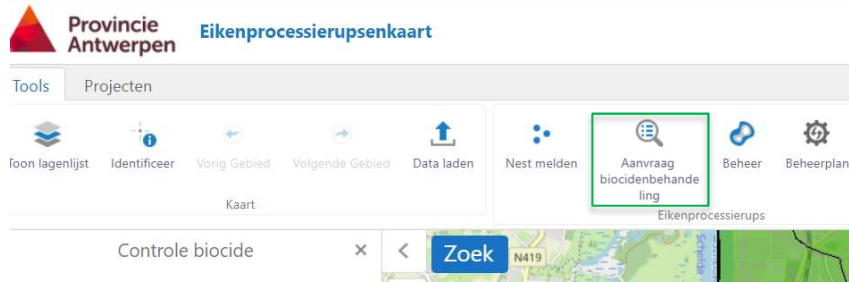 Provincie
Antwerpen
Eikenprocessierupsenkaart
Tools Projecten
Toon lagenlijst Identificeer Vorig Gebied Volgende Gebied Data laden Nest melden Aanvraag
biocidenbehande
ling Beheer Beheerplan
Kaart Eikenprocessierups
Controle biocide × < Zoek N419 Schelde